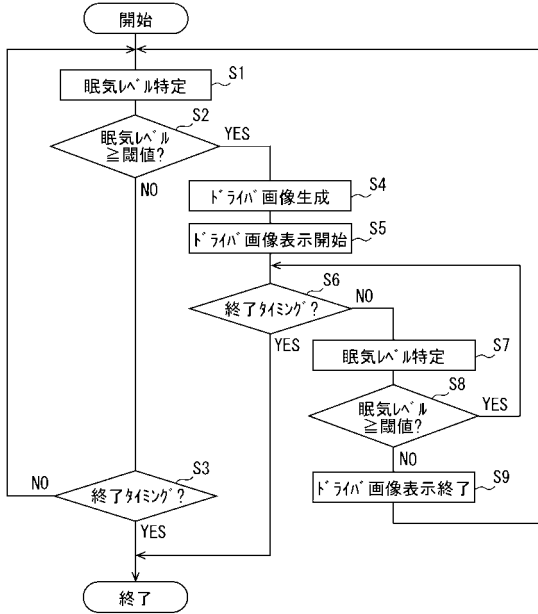 開始
眠気ﾚﾍﾞﾙ特定
S1
眠気ﾚﾍﾞﾙ
≧閾値?
S2
YES
NO
ﾄﾞﾗｲﾊﾞ画像生成
S4
ﾄﾞﾗｲﾊﾞ画像表示開始
S5
終了ﾀｲﾐﾝｸﾞ?
S6
NO
YES
眠気ﾚﾍﾞﾙ特定
S7
眠気ﾚﾍﾞﾙ
≧閾値?
S8
YES
NO
ﾄﾞﾗｲﾊﾞ画像表示終了
S9
終了ﾀｲﾐﾝｸﾞ?
S3
NO
YES
終了